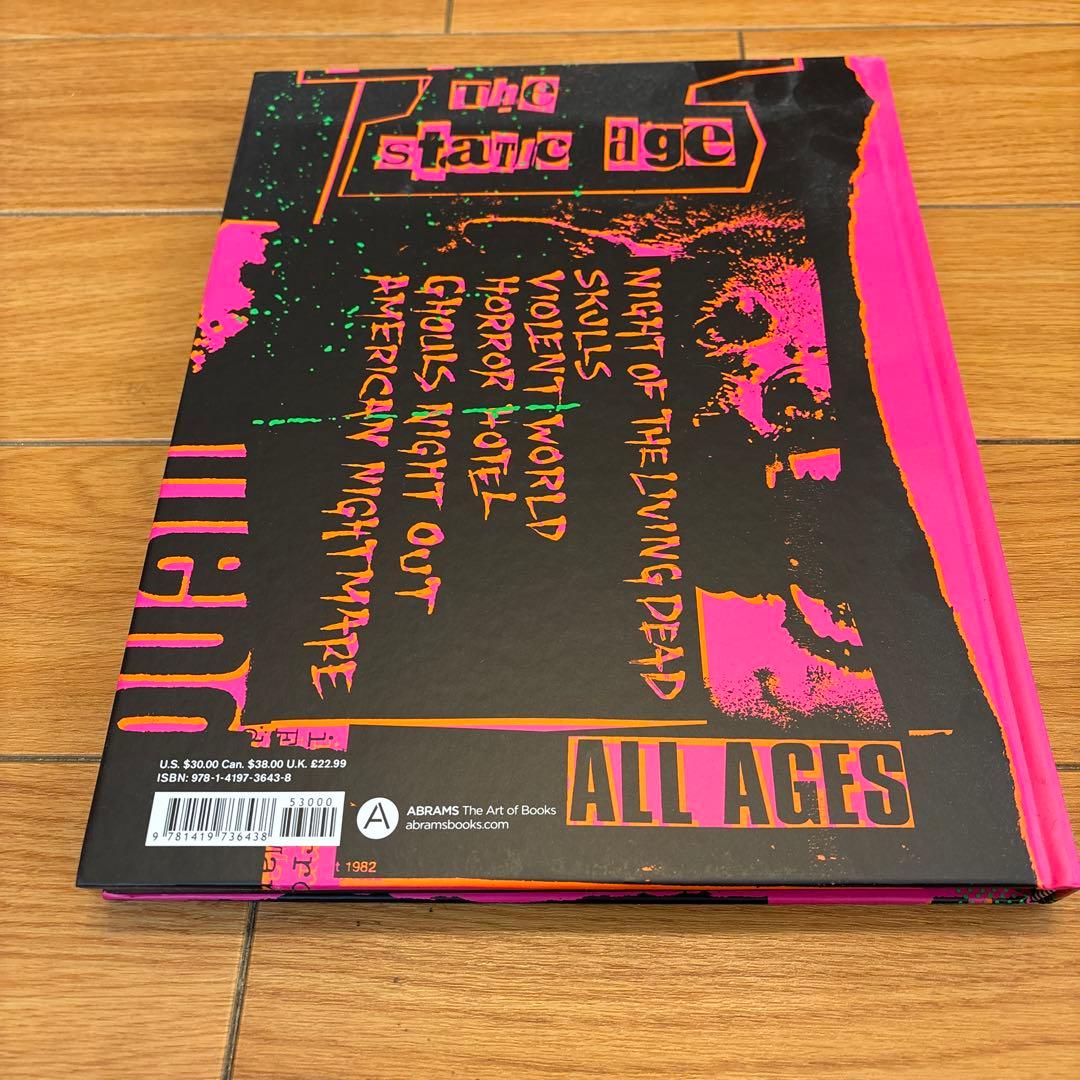 The
static age
NIGHT OF THE LIVING DEAD
SKULLS
VIOLENT WORLD
HORROR HOTEL
GHOULS NIGHT OUT
AMERICAN NIGHTMARE
ALL AGES
U.S. $30.00 Can. $38.00 U.K. £22.99
ISBN: 978-1-4197-3643-8
53000
9 781419 736438
A
ABRAMS The Art of Books
abramsbooks.com
t 1982